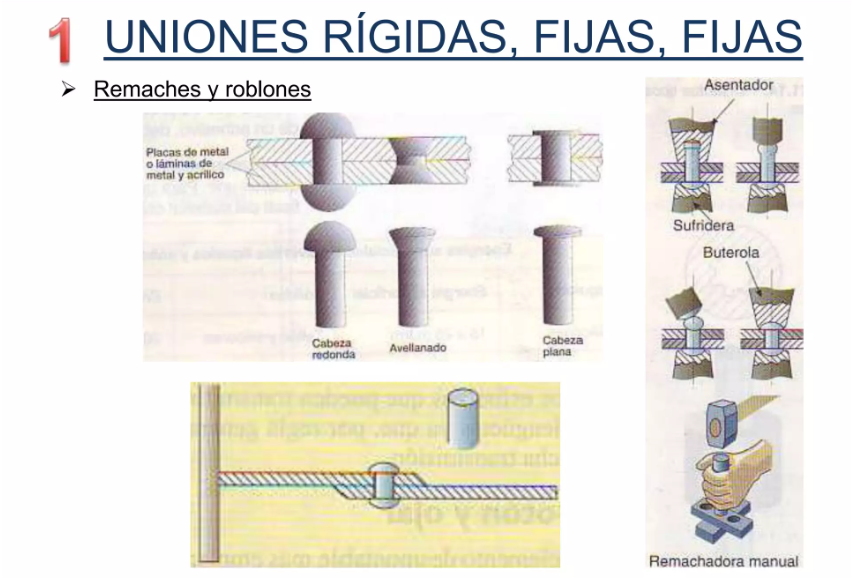 1 UNIONES RÍGIDAS, FIJAS, FIJAS
Remaches y roblones
Placas de metal
o láminas de
metal y acrílico
Cabeza
redonda
Avellanado
Cabeza
plana
Asentador
Sufridera
Buterola
Remachadora manual